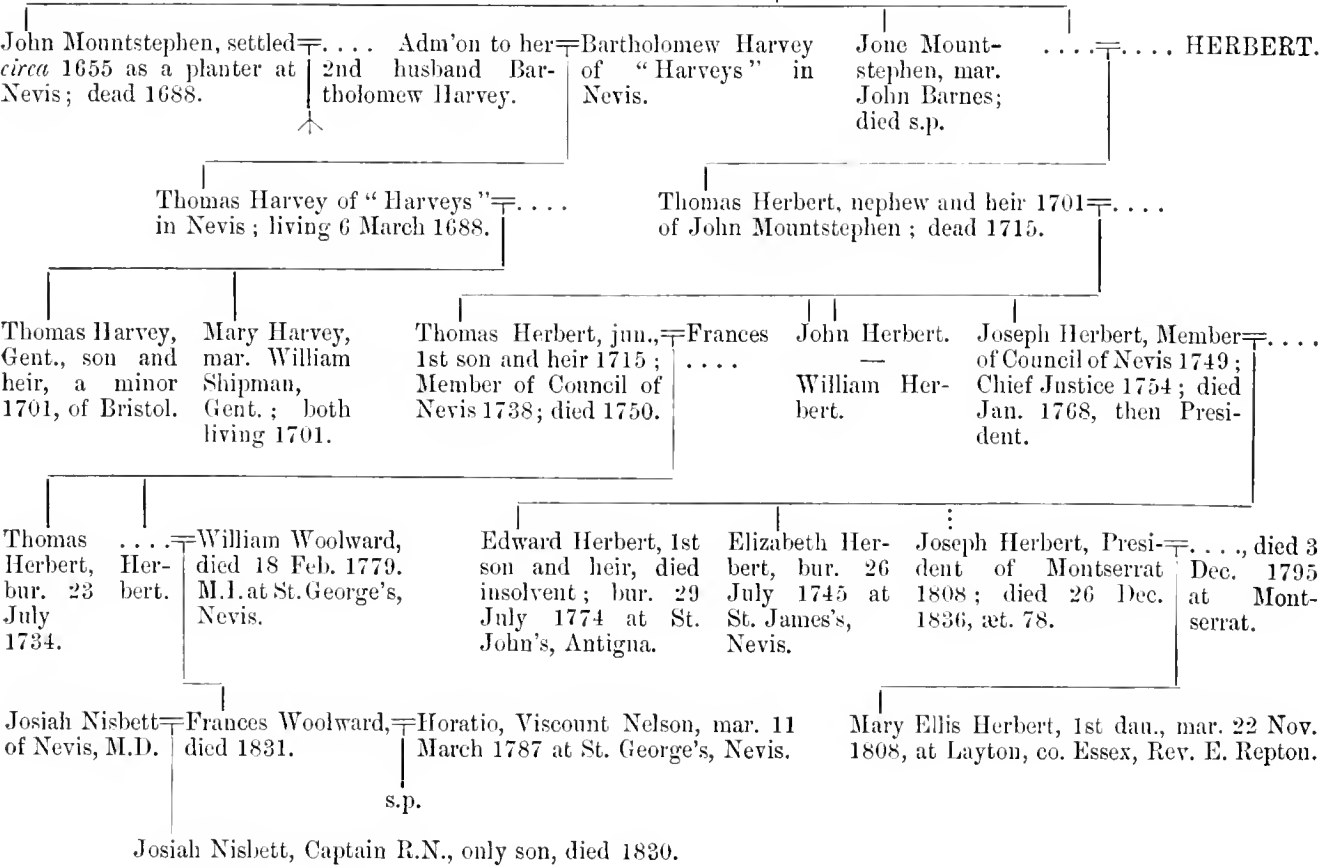 John Mountstephen, settled
circa 1655 as a planter at
Nevis; dead 1688.
. . . . Adm'on to her
2nd husband Bar-
tholomew Harvey.
Bartholomew Harvey
of "Harveys" in
Nevis.
Jone Mount-
stephen, mar.
John Barnes;
died s.p.
. . . . = . . . . HERBERT.
Thomas Harvey of "Harveys" = . . . .
in Nevis; living 6 March 1688.
Thomas Herbert, nephew and heir 1701 = . . . .
of John Mountstephen; dead 1715.
Thomas Harvey,
Gent., son and
heir, a minor
1701, of Bristol.
Mary Harvey,
mar. William
Shipman,
Gent.; both
living 1701.
Thomas Herbert, jun., = Frances
1st son and heir 1715; . . . .
Member of Council of
Nevis 1738; died 1750.
John Herbert.
—
William Her-
bert.
Joseph Herbert, Member = . . . .
of Council of Nevis 1749;
Chief Justice 1754; died
Jan. 1768, then Presi-
dent.
Thomas
Herbert,
bur. 23
July
1734.
. . . .
Her-
bert.
= William Woolward,
died 18 Feb. 1779.
M.I. at St. George's,
Nevis.
Edward Herbert, 1st
son and heir, died
insolvent; bur. 29
July 1774 at St.
John's, Antigua.
Elizabeth Her-
bert, bur. 26
July 1745 at
St. James's,
Nevis.
Joseph Herbert, Presi-
dent of Montserrat
1808; died 26 Dec.
1836, æt. 78.
= . . . ., died 3
Dec. 1795
at Mont-
serrat.
Josiah Nisbett
of Nevis, M.D.
= Frances Woolward,
died 1831.
= Horatio, Viscount Nelson, mar. 11
March 1787 at St. George's, Nevis.
Mary Ellis Herbert, 1st dau., mar. 22 Nov.
1808, at Layton, co. Essex, Rev. E. Repton.
s.p.
Josiah Nisbett, Captain R.N., only son, died 1830.